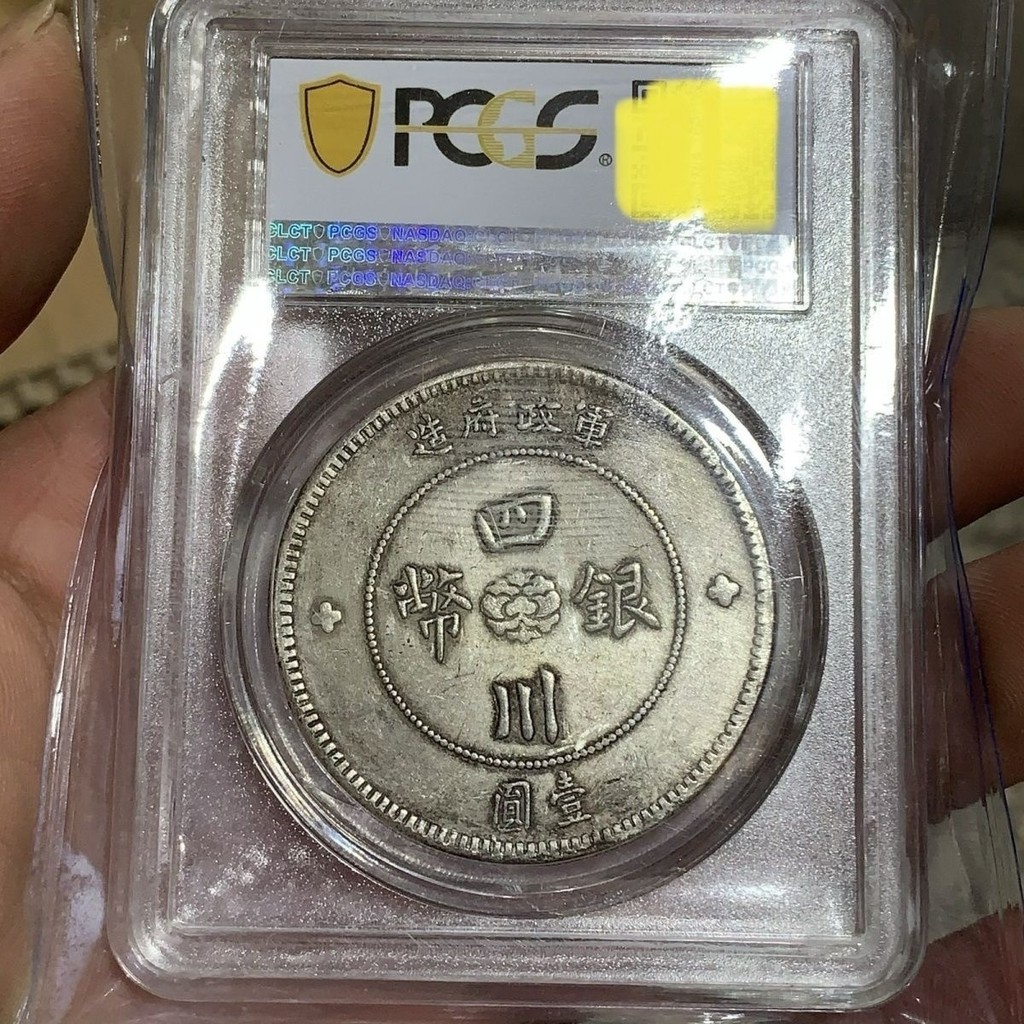 PCGS®
CLCT PCGS NASDAQ:CLCT
CLCT PCGS NASDAQ:
CLCT PCGS NASDAQ:C
軍政府造
四川
銀幣
壹圓